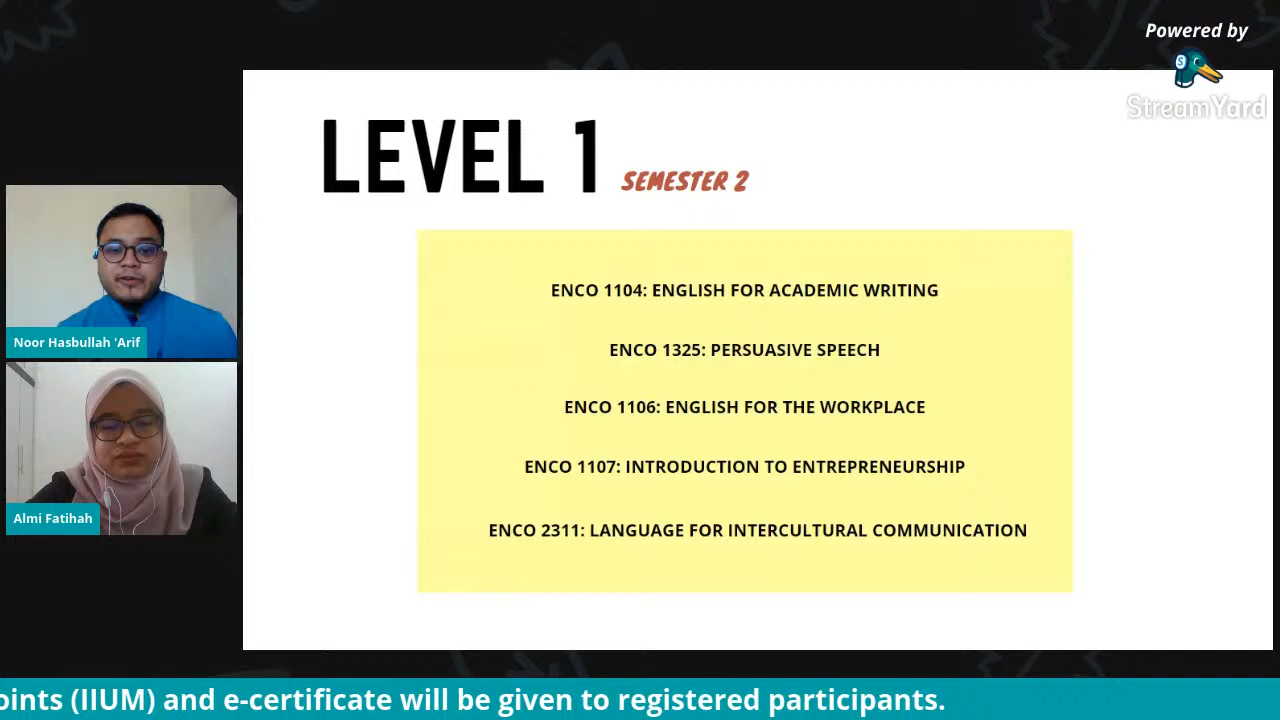 Powered by
StreamYard
LEVEL 1
SEMESTER 2
ENCO 1104: ENGLISH FOR ACADEMIC WRITING
ENCO 1325: PERSUASIVE SPEECH
ENCO 1106: ENGLISH FOR THE WORKPLACE
ENCO 1107: INTRODUCTION TO ENTREPRENEURSHIP
ENCO 2311: LANGUAGE FOR INTERCULTURAL COMMUNICATION
Noor Hasbullah 'Arif
Almi Fatihah
oints (IIUM) and e-certificate will be given to registered participants.